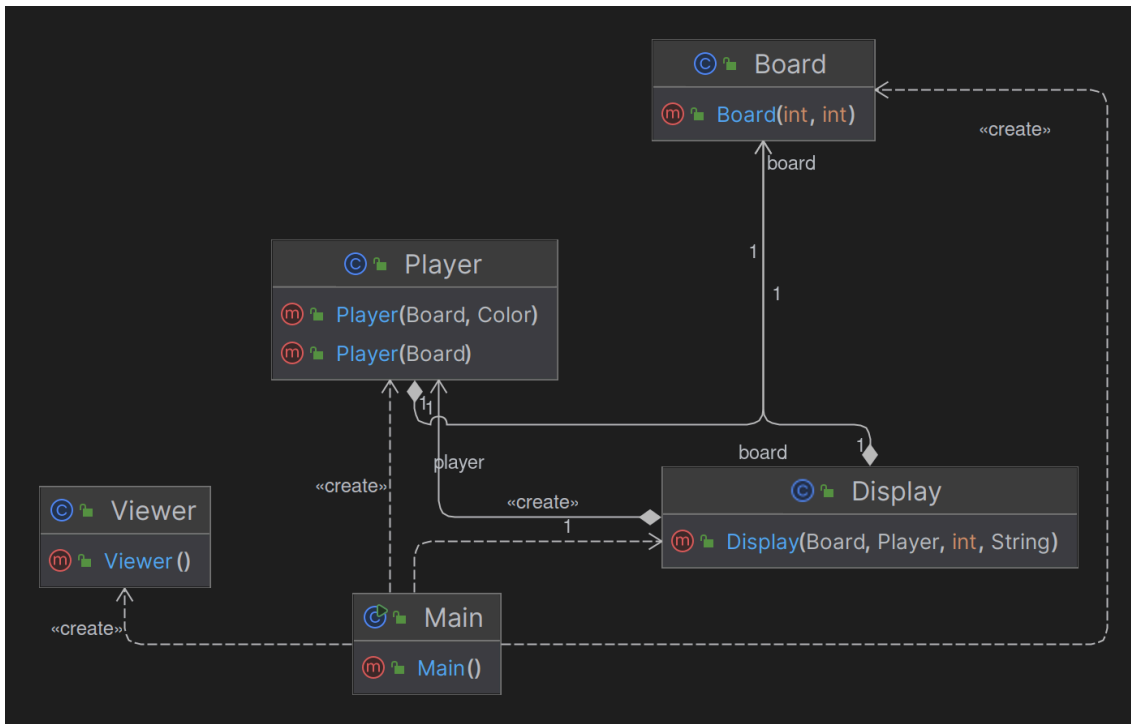 Board
Board(int, int)
«create»
board
1
1
Player
Player(Board, Color)
Player(Board)
1
1
player
board
1
«create»
«create»
1
Display
Display(Board, Player, int, String)
Viewer
Viewer()
«create»
Main
Main()